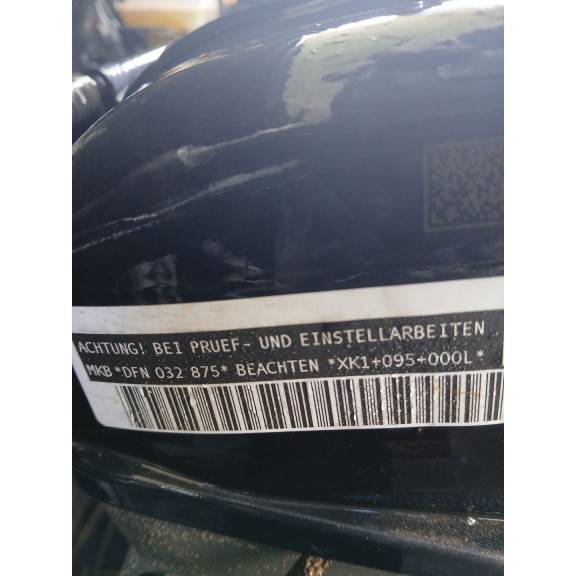 ACHTUNG! BEI PRUEF- UND EINSTELLARBEITEN
MKB *DFN 032 875* BEACHTEN *XK1+095+000L*